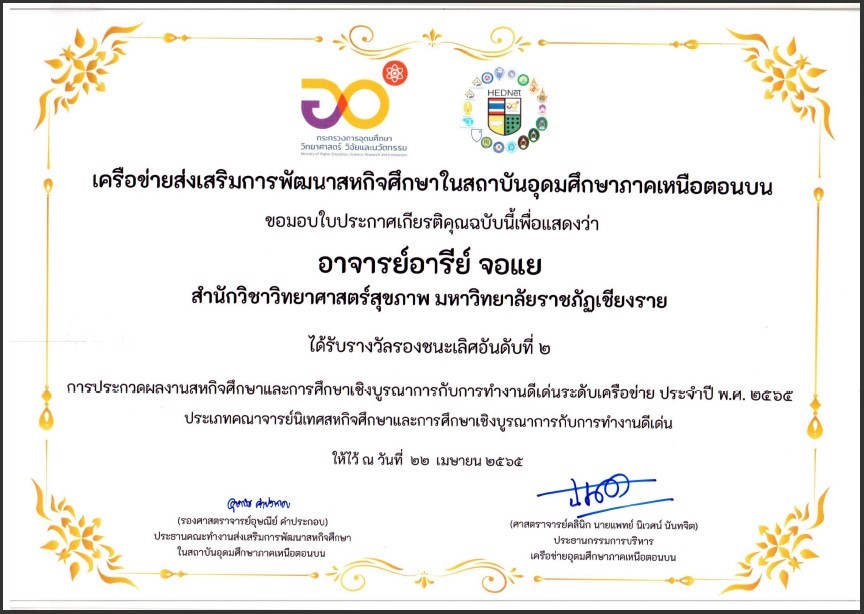 กระทรวงการอุดมศึกษา
วิทยาศาสตร์ วิจัยและนวัตกรรม
Ministry of Higher Education, Science, Research and Innovation
HEDNet
เครือข่ายส่งเสริมการพัฒนาสหกิจศึกษาในสถาบันอุดมศึกษาภาคเหนือตอนบน
ขอมอบใบประกาศเกียรติคุณฉบับนี้เพื่อแสดงว่า
อาจารย์อารีย์ จอแย
สำนักวิชาวิทยาศาสตร์สุขภาพ มหาวิทยาลัยราชภัฏเชียงราย
ได้รับรางวัลรองชนะเลิศอันดับที่ ๒
การประกวดผลงานสหกิจศึกษาและการศึกษาเชิงบูรณาการกับการทำงานดีเด่นระดับเครือข่าย ประจำปี พ.ศ. ๒๕๖๕
ประเภทคณาจารย์นิเทศสหกิจศึกษาและการศึกษาเชิงบูรณาการกับการทำงานดีเด่น
ให้ไว้ ณ วันที่ ๒๒ เมษายน ๒๕๖๕
(รองศาสตราจารย์อุษณีย์ คำประกอบ)
ประธานคณะทำงานส่งเสริมการพัฒนาสหกิจศึกษา
ในสถาบันอุดมศึกษาภาคเหนือตอนบน
(ศาสตราจารย์คลินิก นายแพทย์ นิเวศน์ นันทจิต)
ประธานกรรมการบริหาร
เครือข่ายอุดมศึกษาภาคเหนือตอนบน